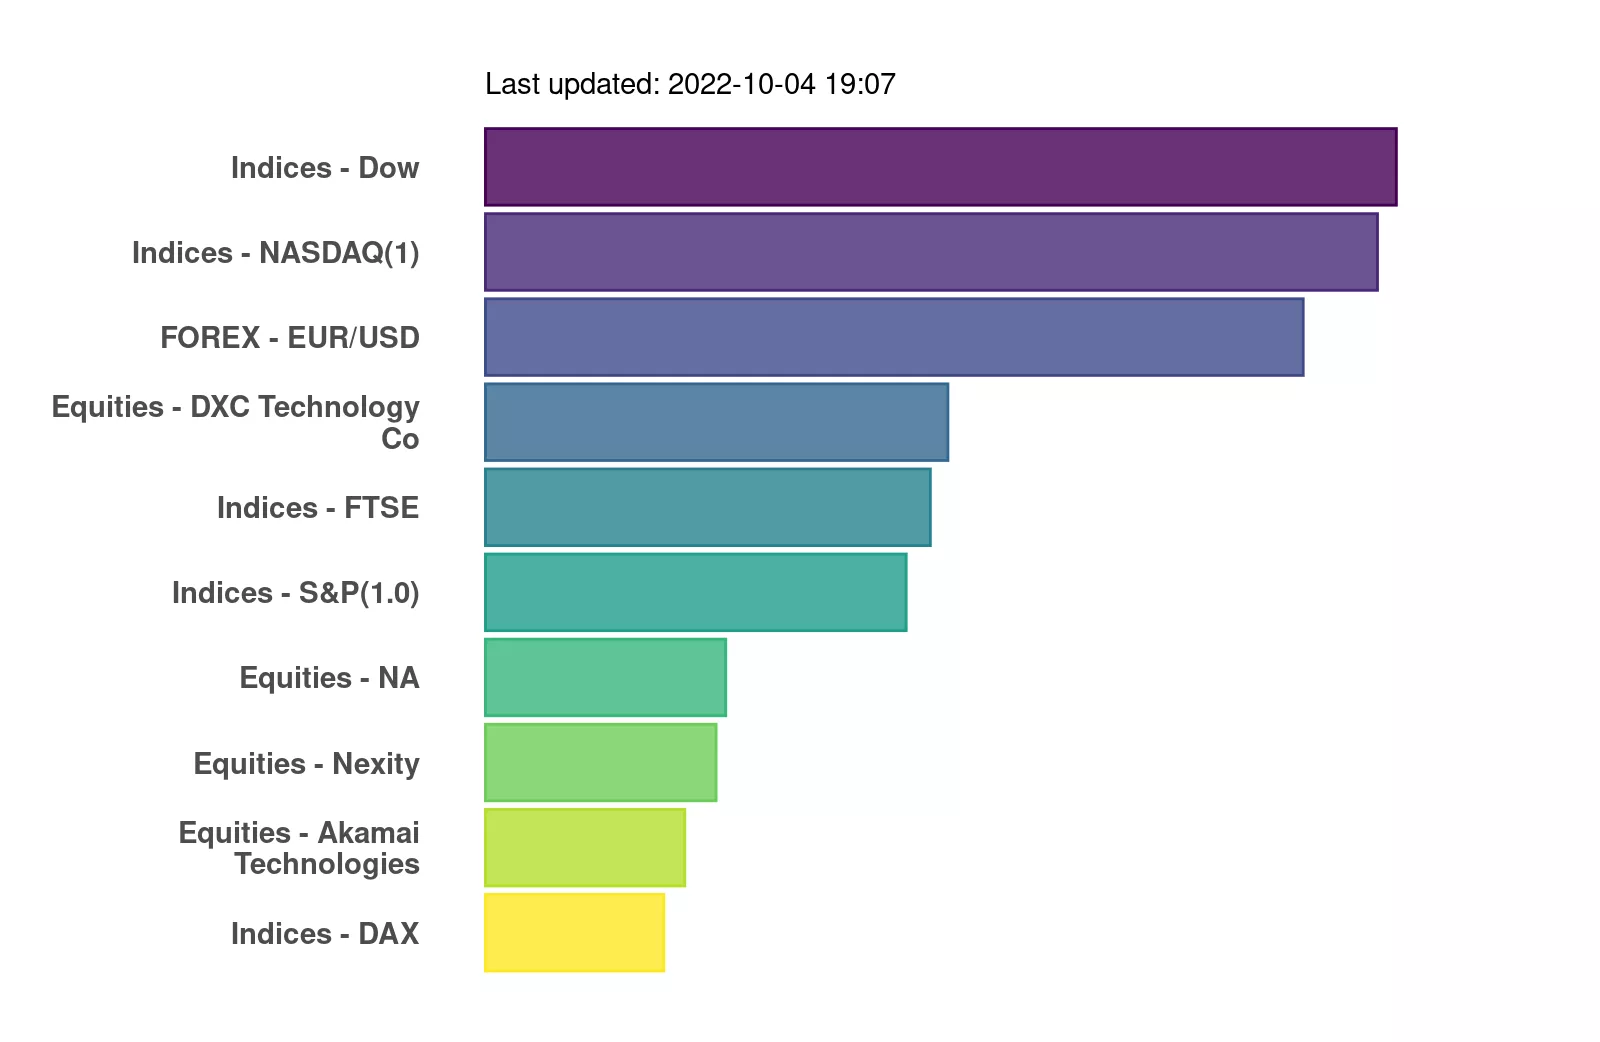 Last updated: 2022-10-04 19:07
Indices - Dow
Indices - NASDAQ(1)
FOREX - EUR/USD
Equities - DXC Technology
Co
Indices - FTSE
Indices - S&P(1.0)
Equities - NA
Equities - Nexity
Equities - Akamai
Technologies
Indices - DAX